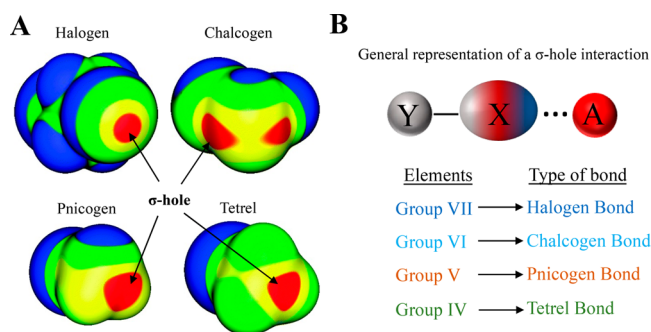 A
Halogen
Chalcogen
σ-hole
Pnicogen
Tetrel
B
General representation of a σ-hole interaction
Y X A
Elements Type of bond
Group VII Halogen Bond
Group VI Chalcogen Bond
Group V Pnicogen Bond
Group IV Tetrel Bond